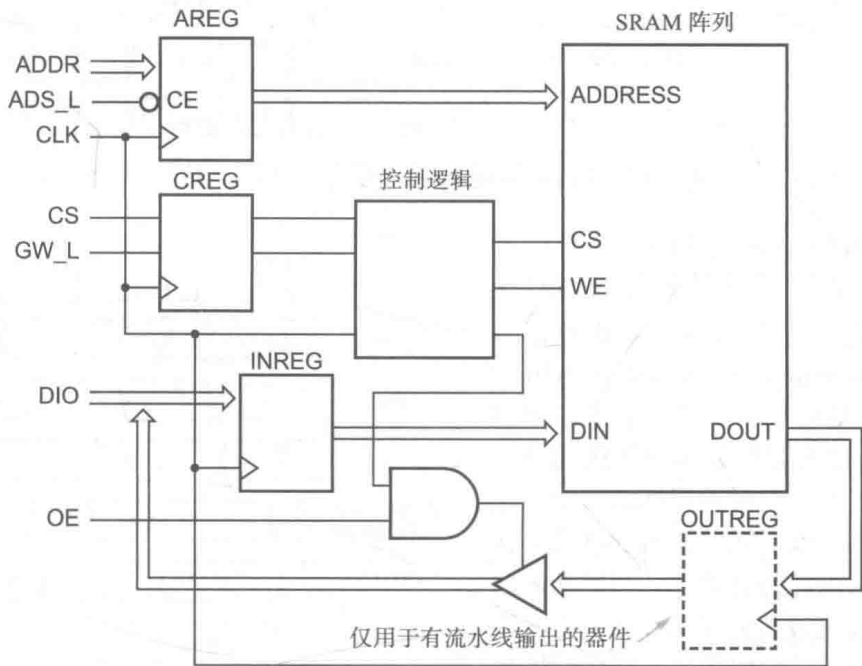 AREG
SRAM 阵列
ADDR
ADS_L
CE
ADDRESS
CLK
CREG
控制逻辑
CS
CS
GW_L
WE
INREG
DIO
DIN
DOUT
OE
OUTREG
仅用于有流水线输出的器件